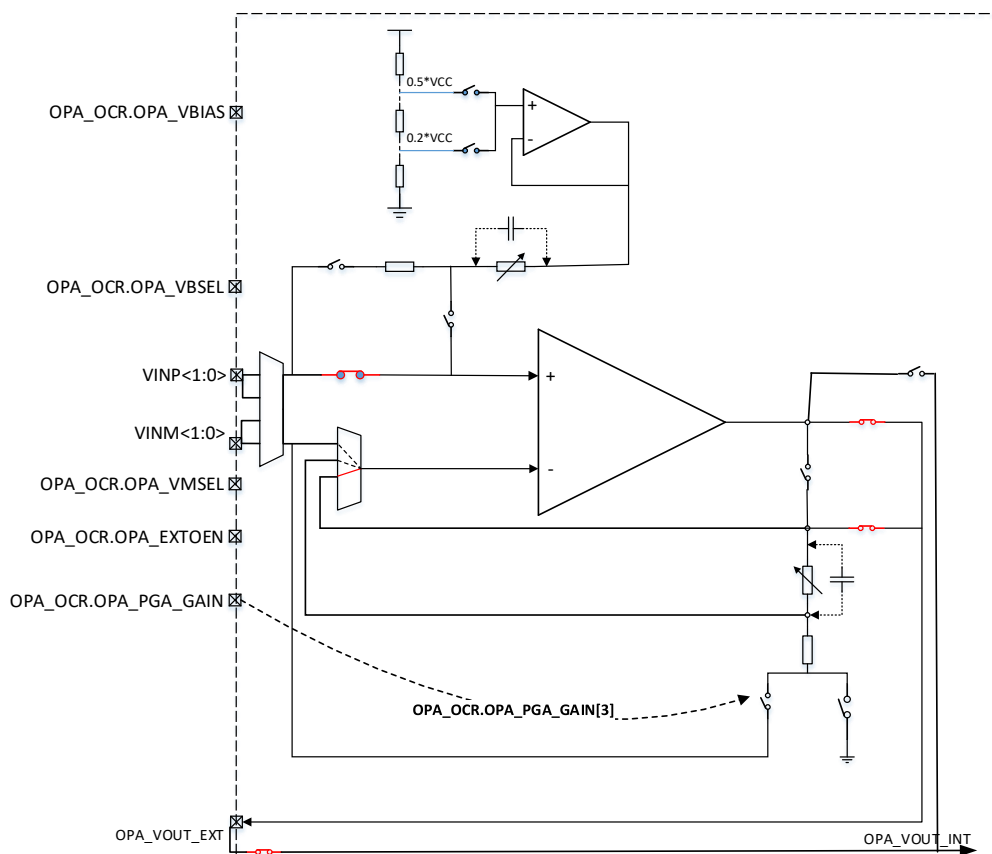 0.5*VCC
OPA_OCR.OPA_VBIAS
+
0.2*VCC
-
OPA_OCR.OPA_VBSEL
VINP<1:0>
+
VINM<1:0>
-
OPA_OCR.OPA_VMSEL
OPA_OCR.OPA_EXTOEN
OPA_OCR.OPA_PGA_GAIN
OPA_OCR.OPA_PGA_GAIN[3]
OPA_VOUT_EXT
OPA_VOUT_INT